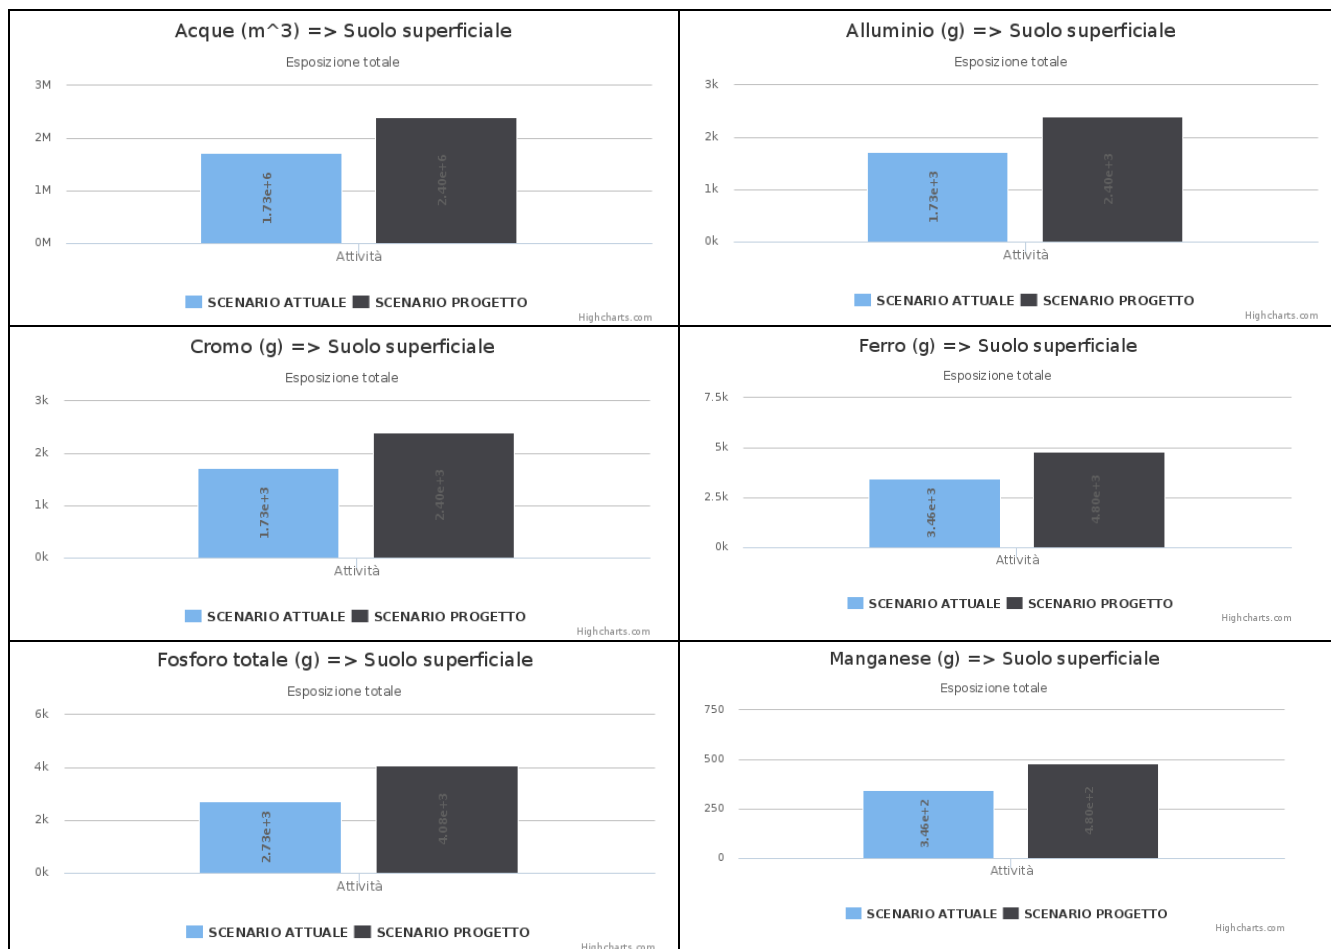 Acque (m^3) => Suolo superficiale
Esposizione totale
3M
2M
1M
0M
1.73e+6
2.40e+6
Attività
SCENARIO ATTUALE SCENARIO PROGETTO
Highcharts.com
Alluminio (g) => Suolo superficiale
Esposizione totale
3k
2k
1k
0k
1.73e+3
2.40e+3
Attività
SCENARIO ATTUALE SCENARIO PROGETTO
Highcharts.com
Cromo (g) => Suolo superficiale
Esposizione totale
3k
2k
1k
0k
1.73e+3
2.40e+3
Attività
SCENARIO ATTUALE SCENARIO PROGETTO
Highcharts.com
Ferro (g) => Suolo superficiale
Esposizione totale
7.5k
5k
2.5k
0k
3.46e+3
4.80e+3
Attività
SCENARIO ATTUALE SCENARIO PROGETTO
Highcharts.com
Fosforo totale (g) => Suolo superficiale
Esposizione totale
6k
4k
2k
0k
2.73e+3
4.08e+3
Attività
SCENARIO ATTUALE SCENARIO PROGETTO
Highcharts.com
Manganese (g) => Suolo superficiale
Esposizione totale
750
500
250
0
3.46e+2
4.80e+2
Attività
SCENARIO ATTUALE SCENARIO PROGETTO
Highcharts.com